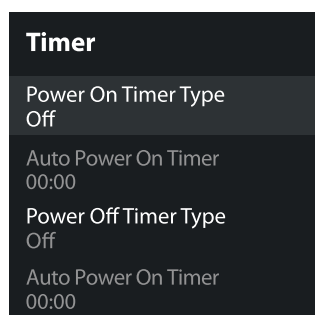 Timer
Power On Timer Type
Off
Auto Power On Timer
00:00
Power Off Timer Type
Off
Auto Power On Timer
00:00